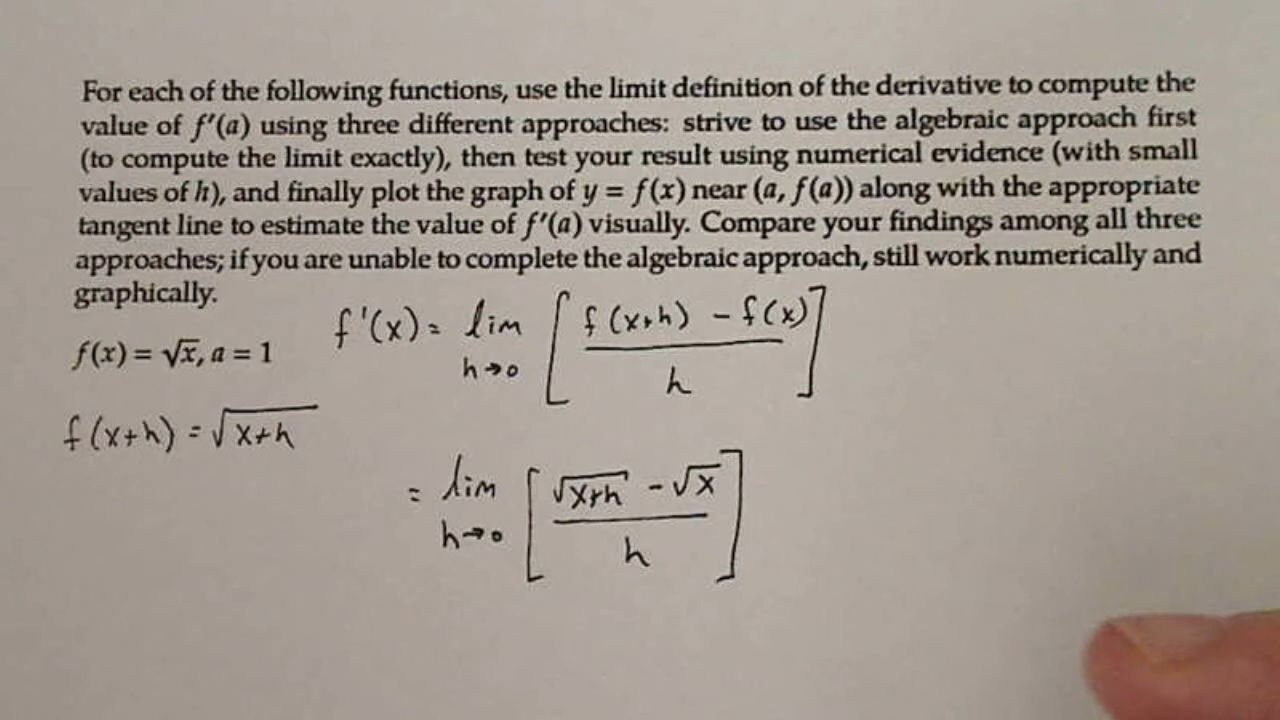 For each of the following functions, use the limit definition of the derivative to compute the
value of f′(a) using three different approaches: strive to use the algebraic approach first
(to compute the limit exactly), then test your result using numerical evidence (with small
values of h), and finally plot the graph of y = f(x) near (a, f(a)) along with the appropriate
tangent line to estimate the value of f′(a) visually. Compare your findings among all three
approaches; if you are unable to complete the algebraic approach, still work numerically and
graphically.
f'(x) = lim h→0 [ f(x+h) - f(x) / h ]
f(x) = √x, a = 1
f(x+h) = √x+h
= lim h→0 [ √x+h - √x / h ]